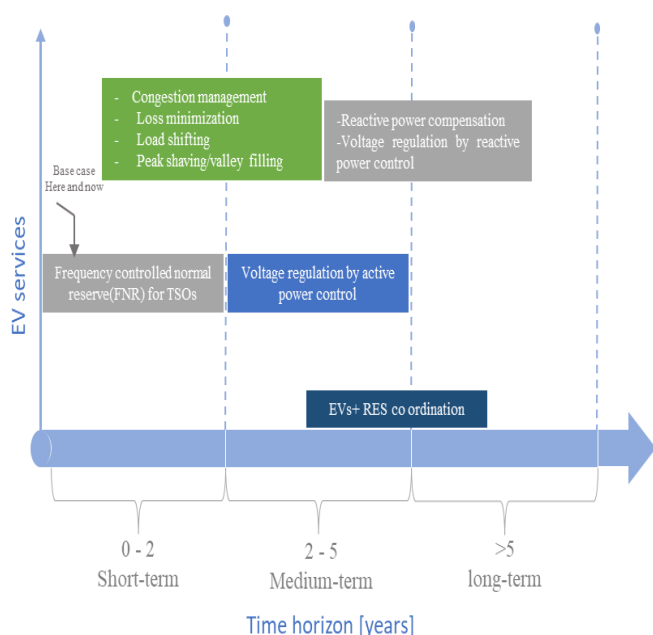 - Congestion management
- Loss minimization
- Load shifting
- Peak shaving/valley filling
-Reactive power compensation
-Voltage regulation by reactive
power control
Base case
Here and now
EV services
Frequency controlled normal
reserve(FNR) for TSOs
Voltage regulation by active
power control
EVs+ RES co ordination
0 - 2
Short-term
2 - 5
Medium-term
>5
long-term
Time horizon [years]